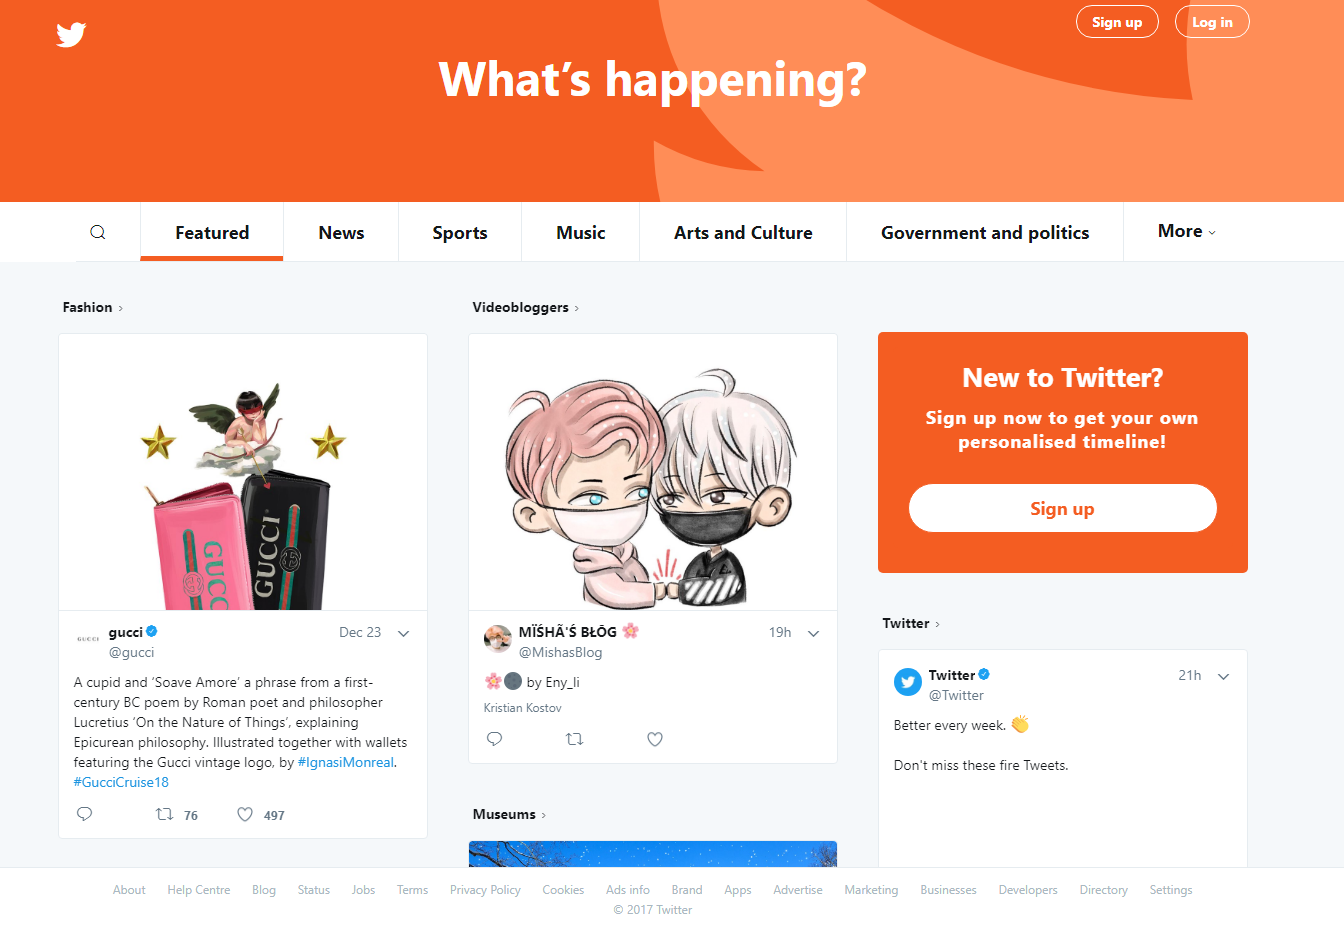 Sign up
Log in
What's happening?
Featured
News
Sports
Music
Arts and Culture
Government and politics
More
Fashion ›
GUCCI
GUCCI
GUCCI
gucci
Dec 23
@gucci
A cupid and ‘Soave Amore’ a phrase from a first-
century BC poem by Roman poet and philosopher
Lucretius ‘On the Nature of Things’, explaining
Epicurean philosophy. Illustrated together with wallets
featuring the Gucci vintage logo, by #IgnasiMonreal.
#GucciCruise18
76
497
Videobloggers ›
MÏŚHÃ'Ś BŁŌG 🌸
19h
@MishasBlog
🌸🌑 by Eny_li
Kristian Kostov
Museums ›
New to Twitter?
Sign up now to get your own
personalised timeline!
Sign up
Twitter ›
Twitter
21h
@Twitter
Better every week. 👏
Don't miss these fire Tweets.
About Help Centre Blog Status Jobs Terms Privacy Policy Cookies Ads info Brand Apps Advertise Marketing Businesses Developers Directory Settings
© 2017 Twitter